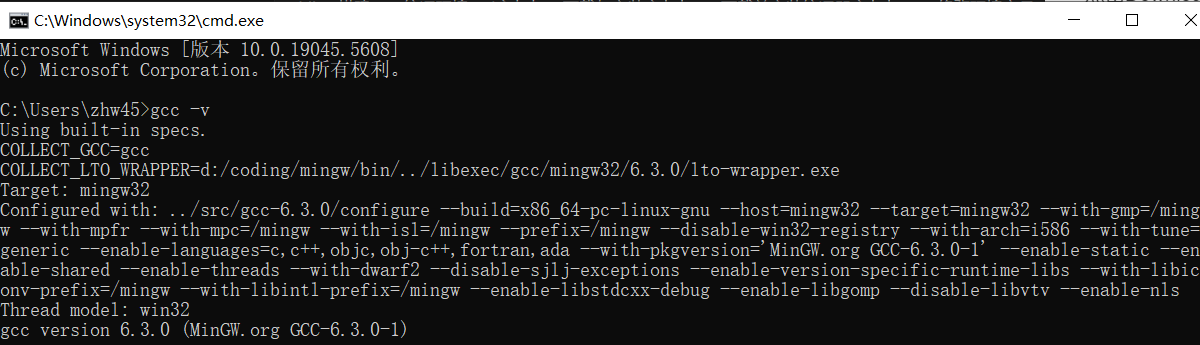 C:\Windows\system32\cmd.exe
Microsoft Windows [版本 10.0.19045.5608]
(c) Microsoft Corporation。保留所有权利。
C:\Users\zhw45>gcc -v
Using built-in specs.
COLLECT_GCC=gcc
COLLECT_LTO_WRAPPER=d:/coding/mingw/bin/../libexec/gcc/mingw32/6.3.0/lto-wrapper.exe
Target: mingw32
Configured with: ../src/gcc-6.3.0/configure --build=x86_64-pc-linux-gnu --host=mingw32 --target=mingw32 --with-gmp=/ming
w --with-mpfr --with-mpc=/mingw --with-isl=/mingw --prefix=/mingw --disable-win32-registry --with-arch=i586 --with-tune=
generic --enable-languages=c,c++,objc,obj-c++,fortran,ada --with-pkgversion='MinGW.org GCC-6.3.0-1' --enable-static --en
able-shared --enable-threads --with-dwarf2 --disable-sjlj-exceptions --enable-version-specific-runtime-libs --with-libic
onv-prefix=/mingw --with-libintl-prefix=/mingw --enable-libstdcxx-debug --enable-libgomp --disable-libvtv --enable-nls
Thread model: win32
gcc version 6.3.0 (MinGW.org GCC-6.3.0-1)